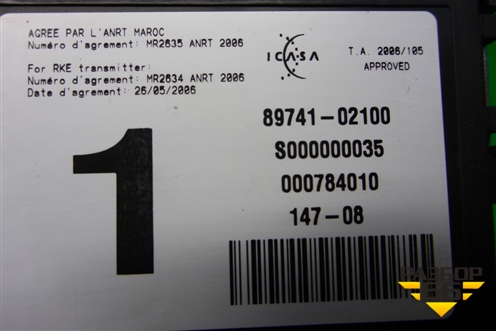 AGREE PAR L'ANRT MAROC
Numéro d'agrement: MR2635 ANRT 2006
For RKE transmitter:
Numéro d'agrement: MR2634 ANRT 2006
Date d'agrement: 26/05/2006
ICASA
T.A. 2006/105
APPROVED
1
89741-02100
S000000035
000784010
147-08
РАЗБОР